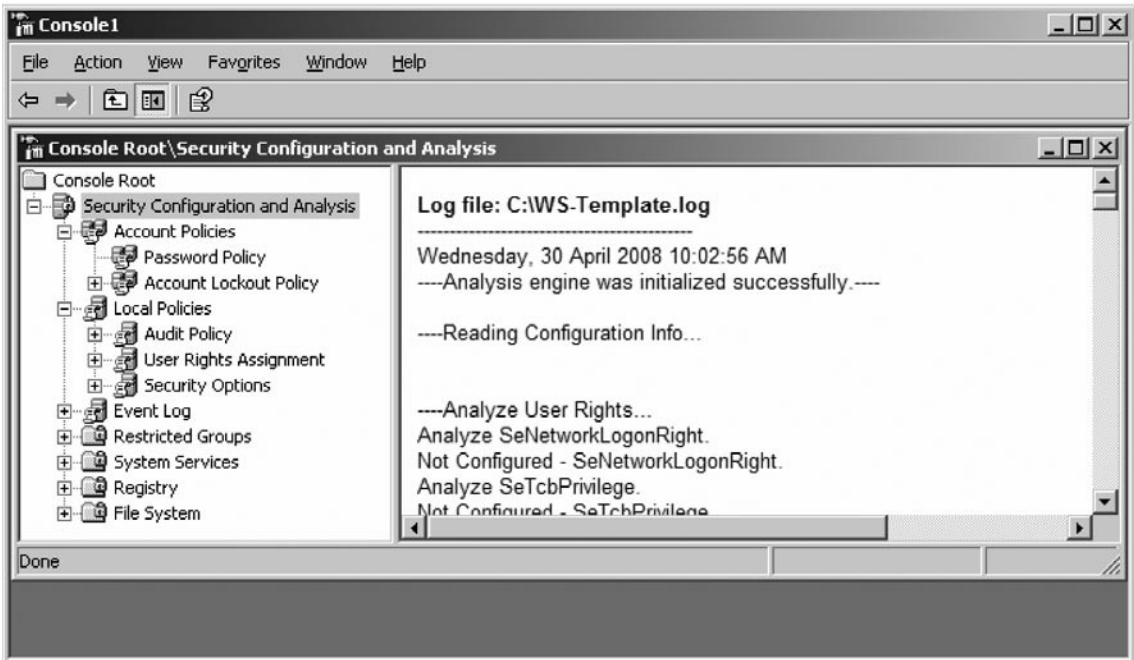 Console1
File Action View Favorites Window Help
Console Root\Security Configuration and Analysis
Console Root
Security Configuration and Analysis
Account Policies
Password Policy
Account Lockout Policy
Local Policies
Audit Policy
User Rights Assignment
Security Options
Event Log
Restricted Groups
System Services
Registry
File System
Log file: C:\WS-Template.log
-------------------------------------------
Wednesday, 30 April 2008 10:02:56 AM
----Analysis engine was initialized successfully.----
----Reading Configuration Info...
----Analyze User Rights...
Analyze SeNetworkLogonRight.
Not Configured - SeNetworkLogonRight.
Analyze SeTcbPrivilege.
Not Configured - SeTcbPrivilege
Done